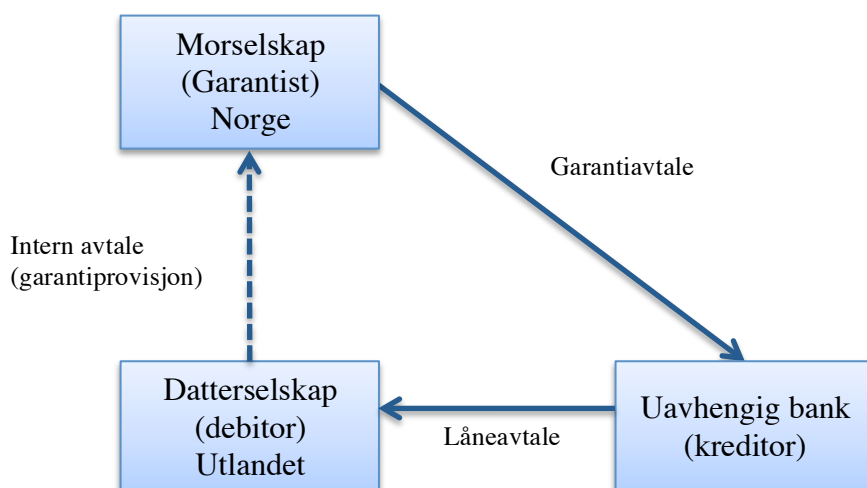 Morselskap
(Garantist)
Norge
Garantiavtale
Intern avtale
(garantiprovisjon)
Datterselskap
(debitor)
Utlandet
Låneavtale
Uavhengig bank
(kreditor)